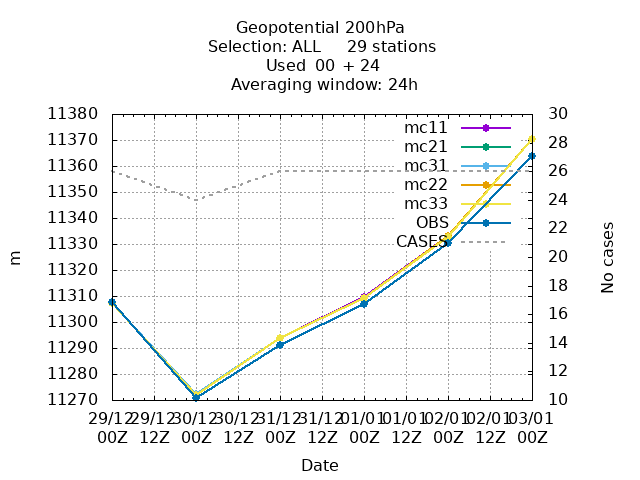 Geopotential 200hPa
Selection: ALL 29 stations
Used 00 + 24
Averaging window: 24h
11380
11370
11360
11350
11340
11330
11320
11310
11300
11290
11280
11270
m
30
28
26
24
22
20
18
16
14
12
10
No cases
mc11
mc21
mc31
mc22
mc33
OBS
CASES
29/12 29/12 30/12 30/12 31/12 31/12 01/01 01/01 02/01 02/01 03/01
00Z 12Z 00Z 12Z 00Z 12Z 00Z 12Z 00Z 12Z 00Z
Date